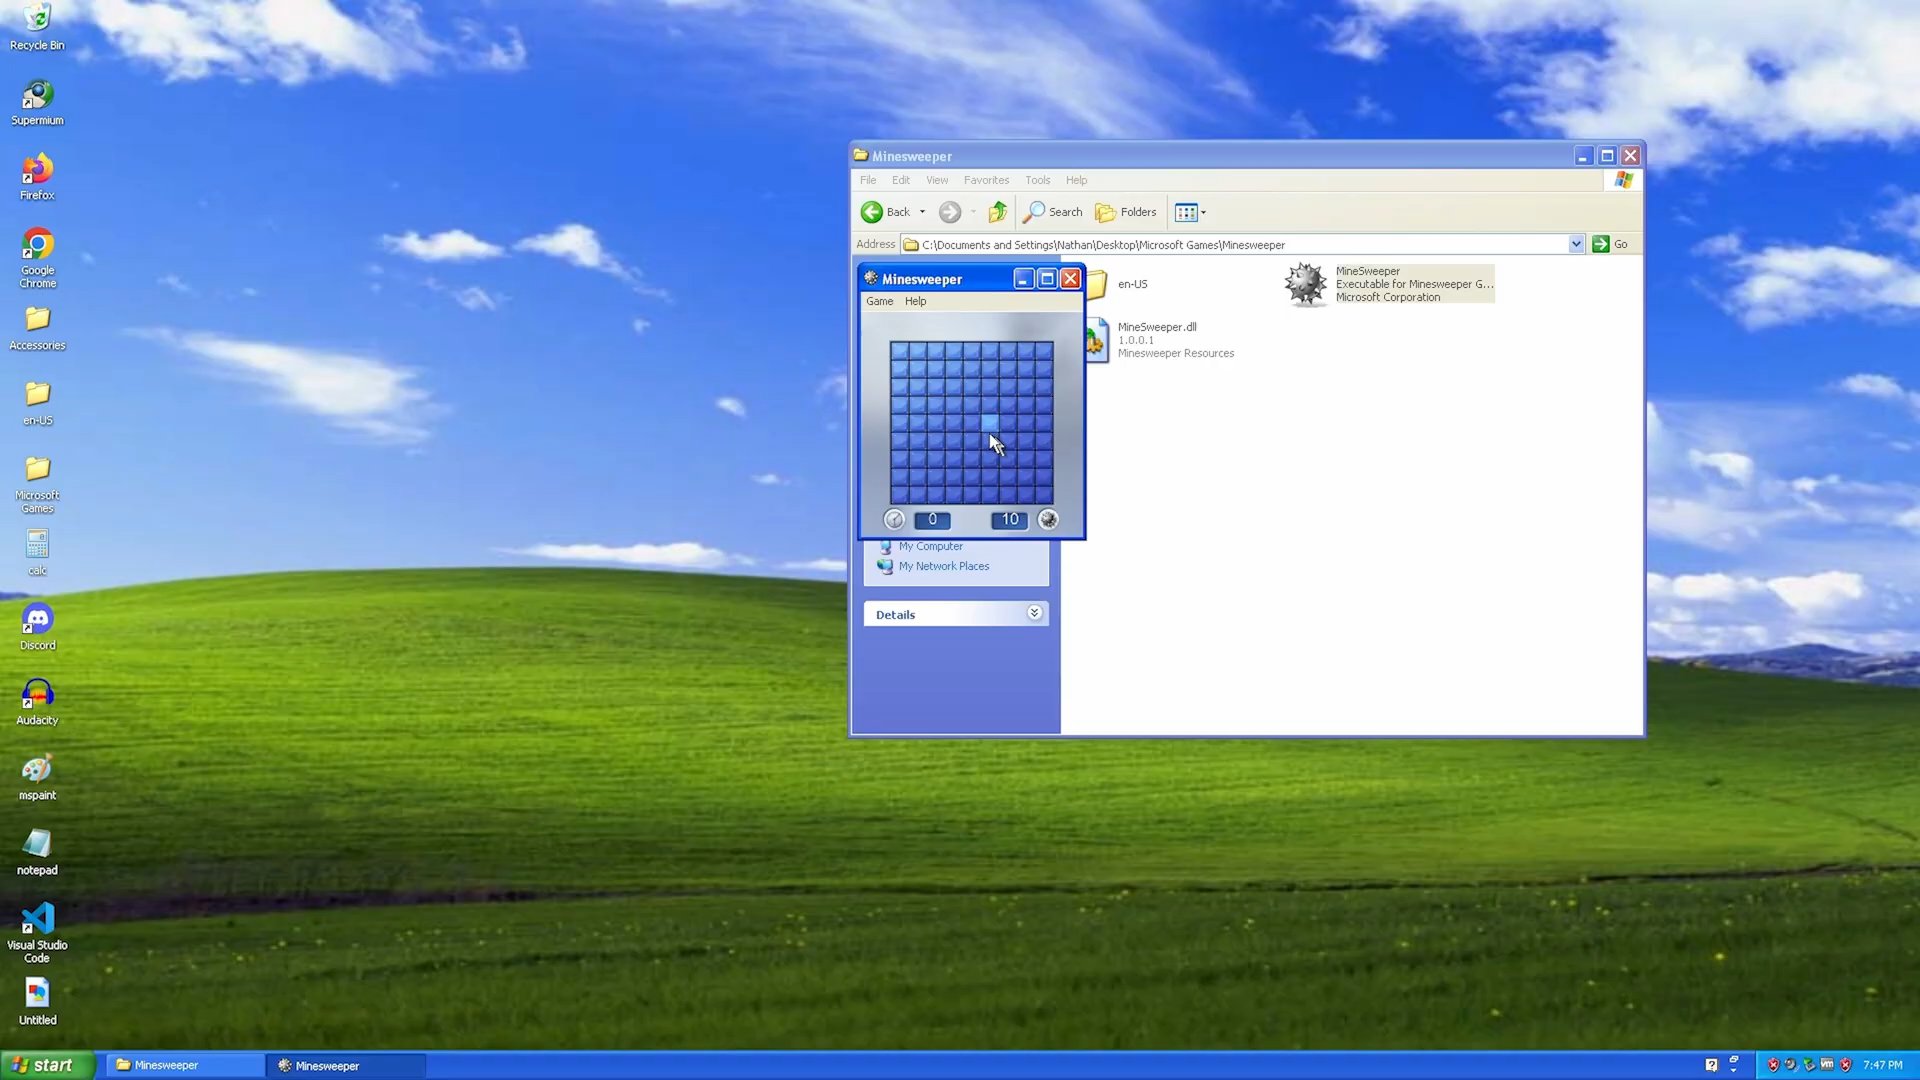 Recycle Bin
Supermium
Firefox
Google
Chrome
Accessories
en-US
Microsoft
Games
calc
Discord
Audacity
mspaint
notepad
Visual Studio
Code
Untitled
Minesweeper
File Edit View Favorites Tools Help
Back Search Folders
Address C:\Documents and Settings\Nathan\Desktop\Microsoft Games\Minesweeper Go
Minesweeper
Game Help
0 10
en-US
MineSweeper
Executable for Minesweeper G...
Microsoft Corporation
MineSweeper.dll
1.0.0.1
Minesweeper Resources
My Computer
My Network Places
Details
start Minesweeper Minesweeper 7:47 PM